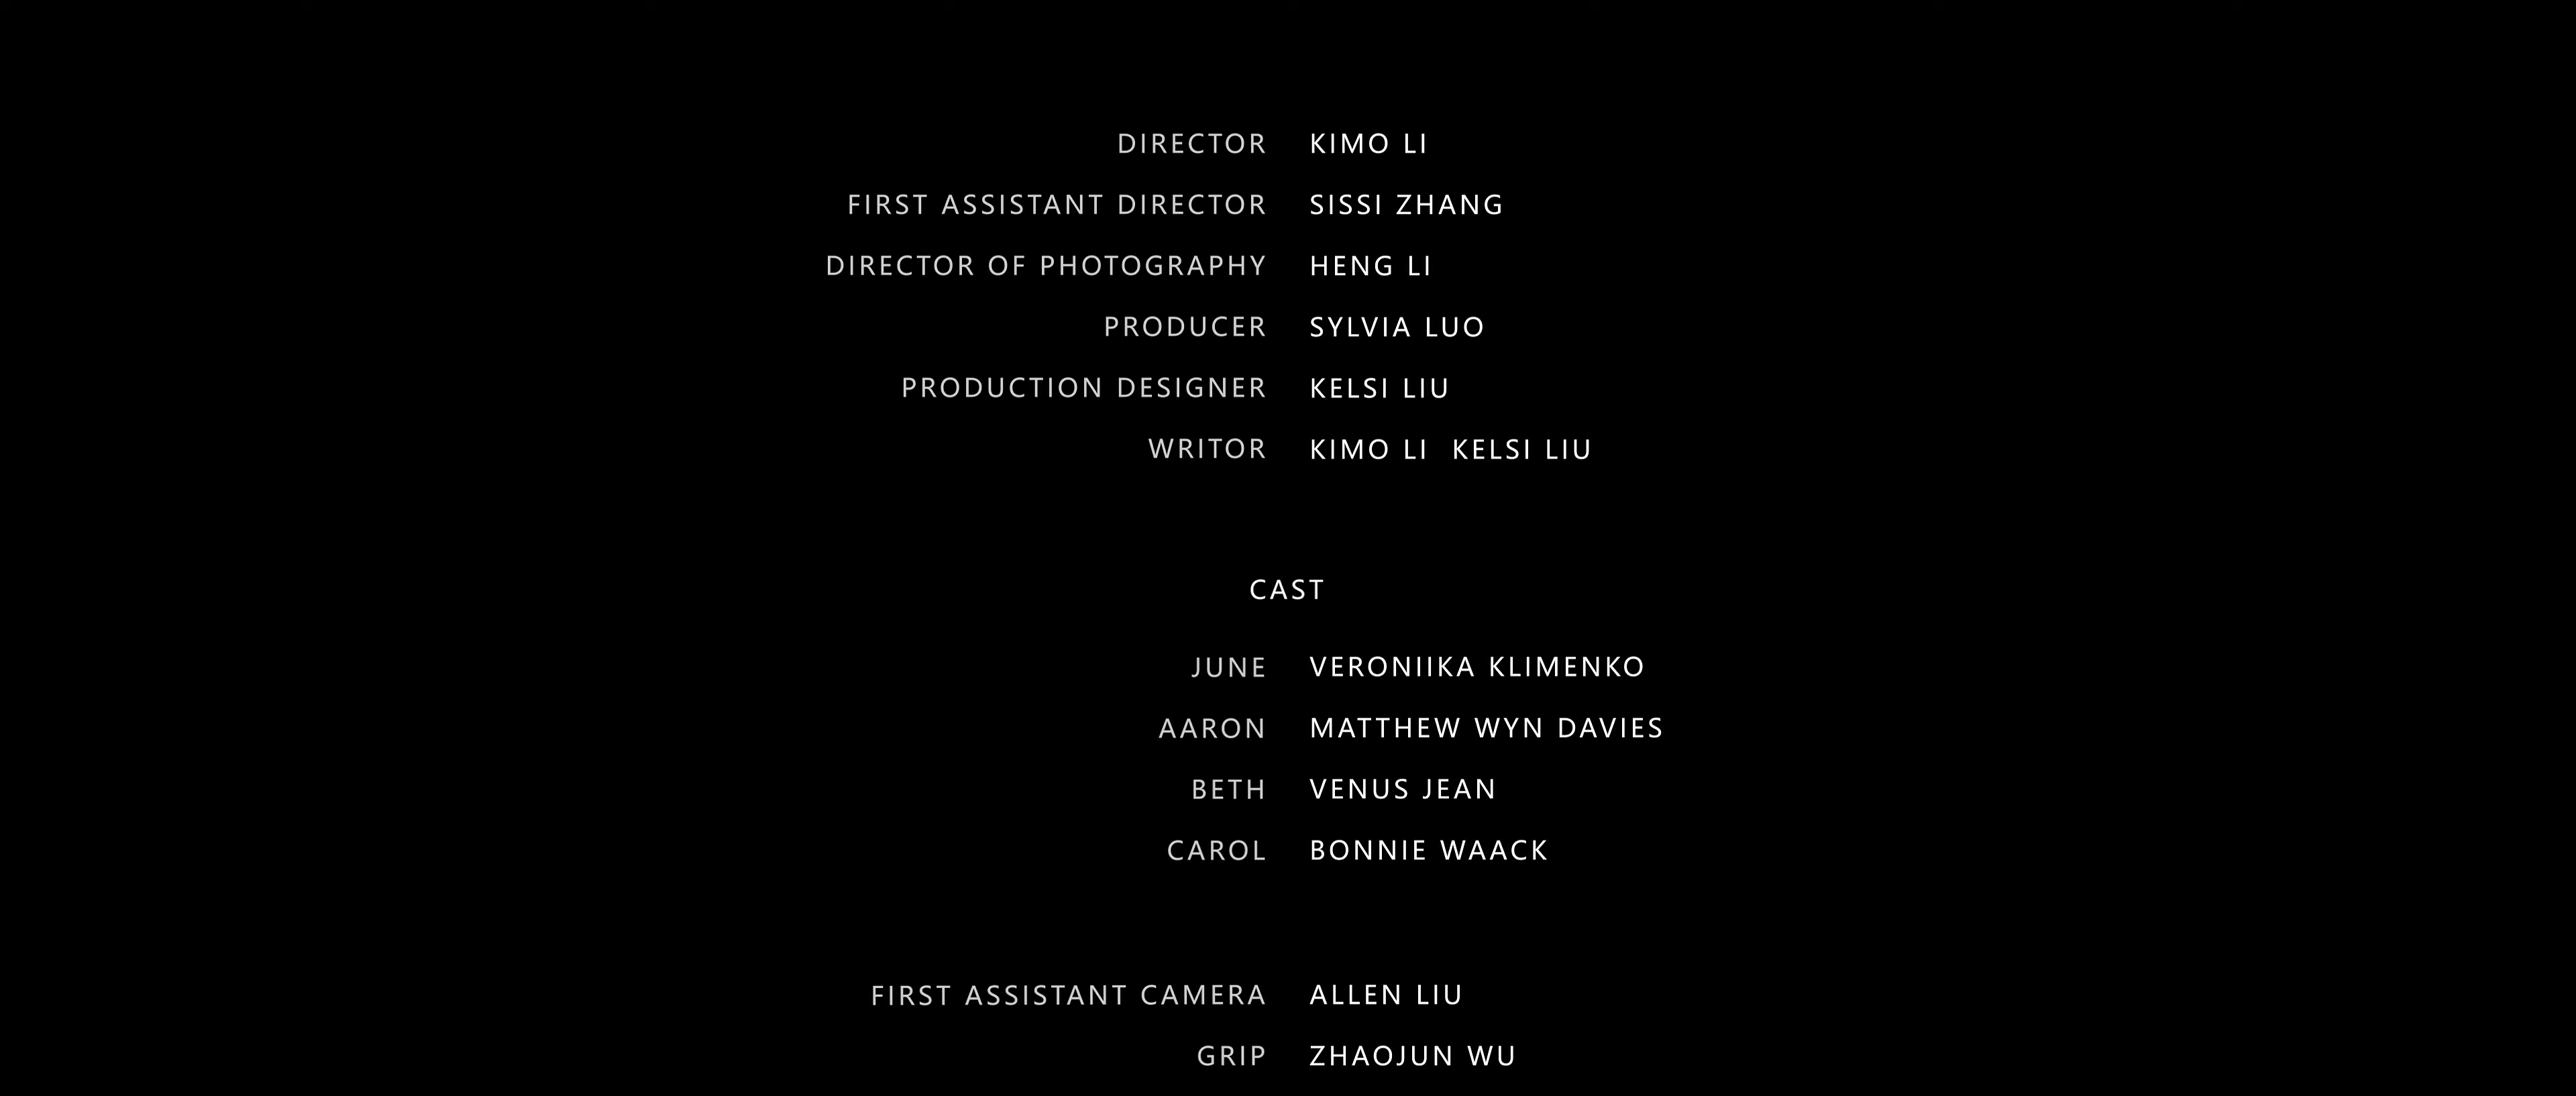 DIRECTOR KIMO LI
FIRST ASSISTANT DIRECTOR SISSI ZHANG
DIRECTOR OF PHOTOGRAPHY HENG LI
PRODUCER SYLVIA LUO
PRODUCTION DESIGNER KELSI LIU
WRITOR KIMO LI KELSI LIU
CAST
JUNE VERONIIKA KLIMENKO
AARON MATTHEW WYN DAVIES
BETH VENUS JEAN
CAROL BONNIE WAACK
FIRST ASSISTANT CAMERA ALLEN LIU
GRIP ZHAOJUN WU